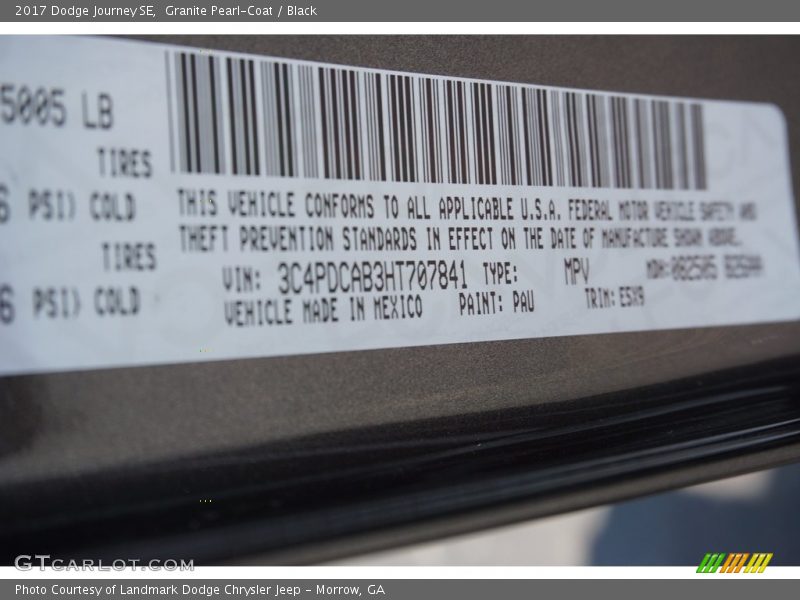 2017 Dodge Journey SE,  Granite Pearl-Coat / Black
5005 LB
TIRES
PSI) COLD
TIRES
PSI) COLD
THIS VEHICLE CONFORMS TO ALL APPLICABLE U.S.A. FEDERAL MOTOR VEHICLE SAFETY AND
THEFT PREVENTION STANDARDS IN EFFECT ON THE DATE OF MANUFACTURE SHOWN ABOVE.
VIN: 3C4PDCAB3HT707841 TYPE: MPV MDH:
VEHICLE MADE IN MEXICO PAINT: PAU TRIM: E5X9
GTCARLOT.COM
Photo Courtesy of Landmark Dodge Chrysler Jeep - Morrow, GA